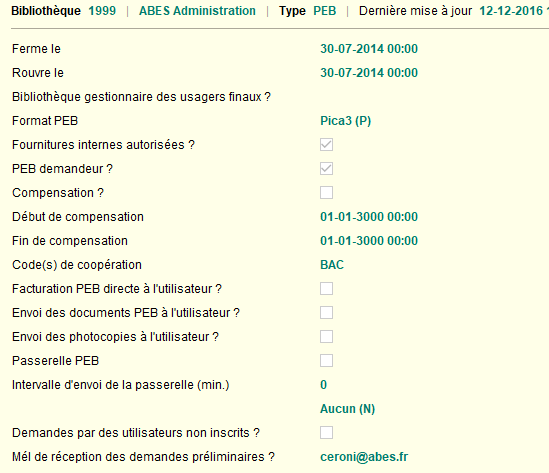 Bibliothèque 1999 | ABES Administration | Type PEB | Dernière mise à jour 12-12-2016
Ferme le 30-07-2014 00:00
Rouvre le 30-07-2014 00:00
Bibliothèque gestionnaire des usagers finaux ?
Format PEB Pica3 (P)
Fournitures internes autorisées ?
PEB demandeur ?
Compensation ?
Début de compensation 01-01-3000 00:00
Fin de compensation 01-01-3000 00:00
Code(s) de coopération BAC
Facturation PEB directe à l'utilisateur ?
Envoi des documents PEB à l'utilisateur ?
Envoi des photocopies à l'utilisateur ?
Passerelle PEB
Intervalle d'envoi de la passerelle (min.) 0
Aucun (N)
Demandes par des utilisateurs non inscrits ?
Mél de réception des demandes préliminaires ? ceroni@abes.fr